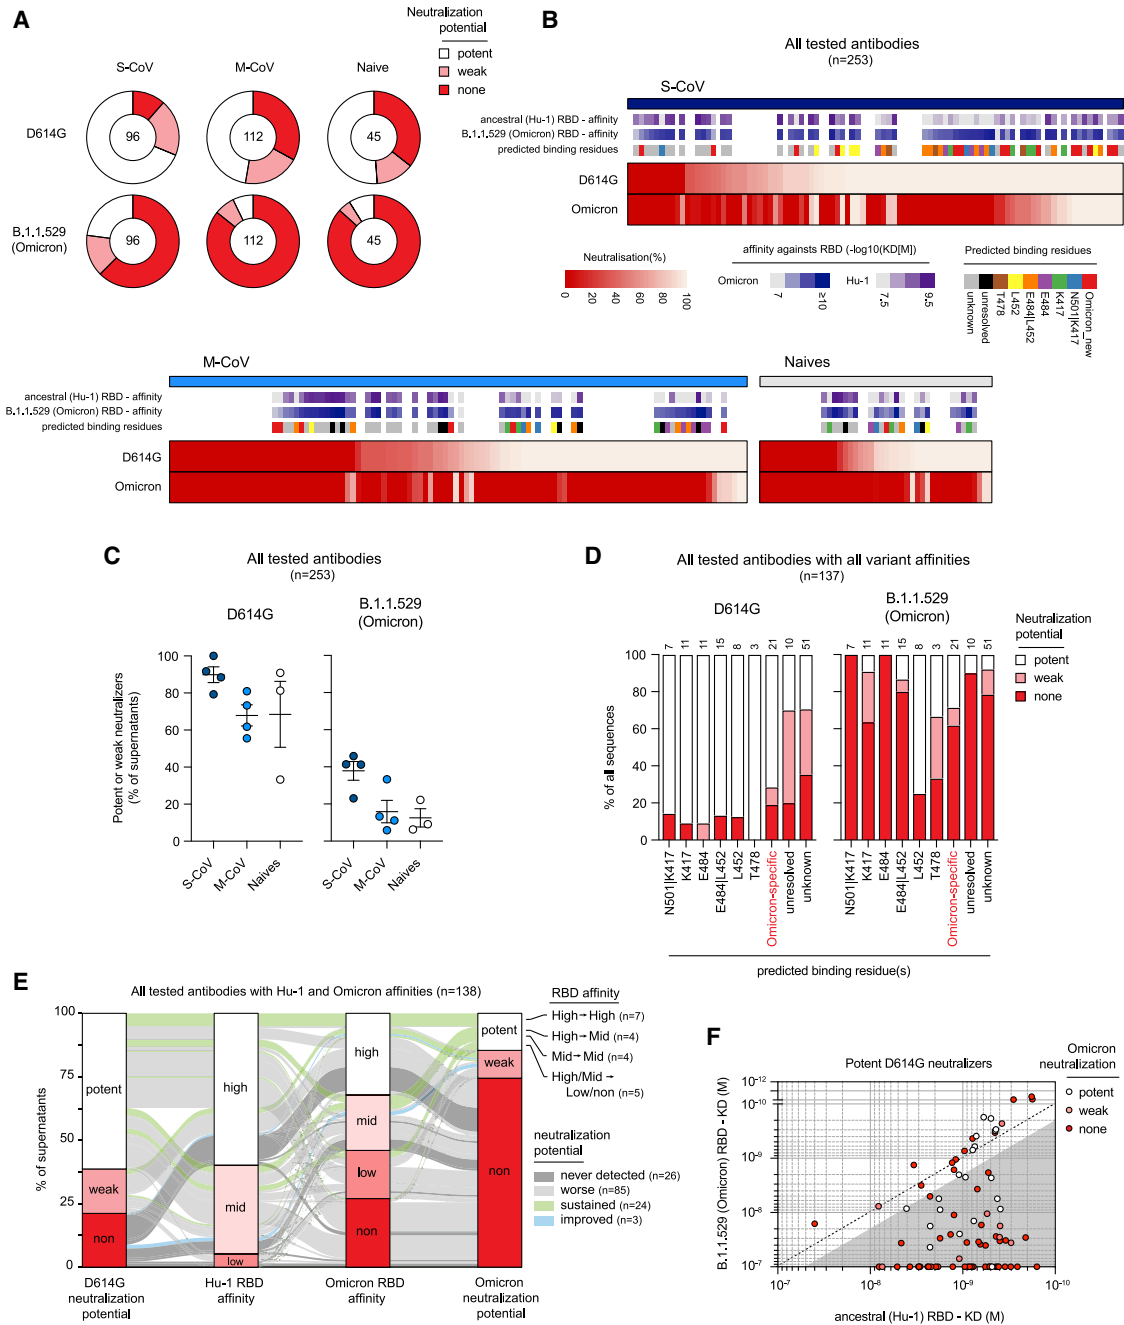 A
Neutralization
potential
potent
weak
none
S-CoV
M-CoV
Naive
D614G
96
112
45
B.1.1.529
(Omicron)
96
112
45
B
All tested antibodies
(n=253)
S-CoV
ancestral (Hu-1) RBD - affinity
B.1.1.529 (Omicron) RBD - affinity
predicted binding residues
D614G
Omicron
Neutralisation(%)
0
20
40
60
80
100
affinity againsts RBD (-log10(KD[M])
Omicron
7
≥10
Hu-1
7.5
9.5
Predicted binding residues
unknown
unresolved
T478
L452
E484|L452
E484
K417
N501|K417
Omicron_new
M-CoV
Naives
ancestral (Hu-1) RBD - affinity
B.1.1.529 (Omicron) RBD - affinity
predicted binding residues
D614G
Omicron
C
All tested antibodies
(n=253)
D614G
B.1.1.529
(Omicron)
Potent or weak neutralizers
(% of supernatants)
100
80
60
40
20
0
S-CoV
M-CoV
Naives
S-CoV
M-CoV
Naives
D
All tested antibodies with all variant affinities
(n=137)
D614G
B.1.1.529
(Omicron)
Neutralization
potential
potent
weak
none
7
11
11
15
8
3
21
10
51
7
11
11
15
8
3
21
10
51
% of all sequences
100
80
60
40
20
0
N501|K417
K417
E484
E484|L452
L452
T478
Omicron-specific
unresolved
unknown
N501|K417
K417
E484
E484|L452
L452
T478
Omicron-specific
unresolved
unknown
predicted binding residue(s)
E
All tested antibodies with Hu-1 and Omicron affinities (n=138)
% of supernatants
100
75
50
25
0
potent
weak
non
high
mid
low
high
mid
low
non
potent
weak
non
D614G
neutralization
potential
Hu-1 RBD
affinity
Omicron RBD
affinity
Omicron
neutralization
potential
RBD affinity
High→High (n=7)
High→Mid (n=4)
Mid→Mid (n=4)
High/Mid →
Low/non (n=5)
neutralization
potential
never detected (n=26)
worse (n=85)
sustained (n=24)
improved (n=3)
F
Potent D614G neutralizers
Omicron
neutralization
potent
weak
none
B.1.1.529 (Omicron) RBD - KD (M)
10-12
10-10
10-9
10-8
10-7
10-7
10-8
10-9
10-10
ancestral (Hu-1) RBD - KD (M)